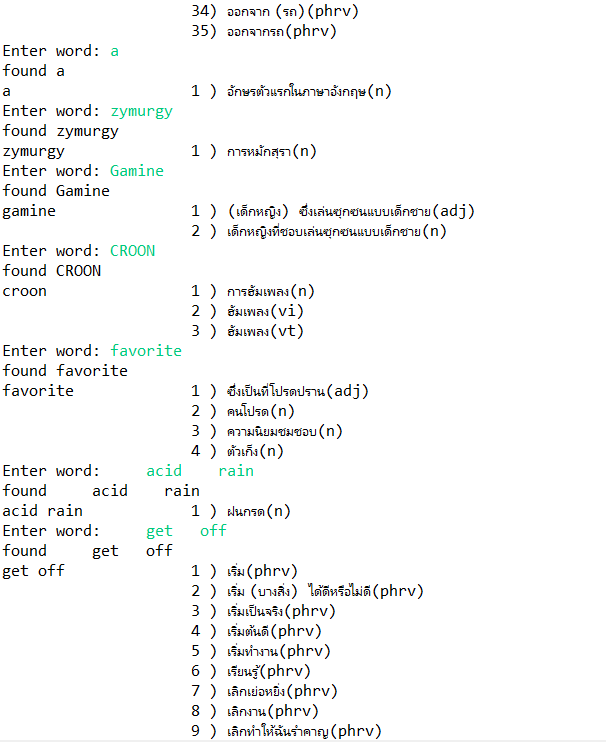 34) ออกจาก (รถ)(phrv)
35) ออกจากรถ(phrv)
Enter word: a
found a
a 1 ) อักษรตัวแรกในภาษาอังกฤษ(n)
Enter word: zymurgy
found zymurgy
zymurgy 1 ) การหมักสุรา(n)
Enter word: Gamine
found Gamine
gamine 1 ) (เด็กหญิง) ซึ่งเล่นซุกซนแบบเด็กชาย(adj)
2 ) เด็กหญิงที่ชอบเล่นซุกซนแบบเด็กชาย(n)
Enter word: CROON
found CROON
croon 1 ) การฮัมเพลง(n)
2 ) ฮัมเพลง(vi)
3 ) ฮัมเพลง(vt)
Enter word: favorite
found favorite
favorite 1 ) ซึ่งเป็นที่โปรดปราน(adj)
2 ) คนโปรด(n)
3 ) ความนิยมชมชอบ(n)
4 ) ตัวเก็ง(n)
Enter word:     acid    rain
found     acid    rain
acid rain 1 ) ฝนกรด(n)
Enter word:     get   off
found     get   off
get off 1 ) เริ่ม(phrv)
2 ) เริ่ม (บางสิ่ง) ได้ดีหรือไม่ดี(phrv)
3 ) เริ่มเป็นจริง(phrv)
4 ) เริ่มต้นดี(phrv)
5 ) เริ่มทำงาน(phrv)
6 ) เรียนรู้(phrv)
7 ) เลิกเย่อหยิ่ง(phrv)
8 ) เลิกงาน(phrv)
9 ) เลิกทำให้ฉันรำคาญ(phrv)